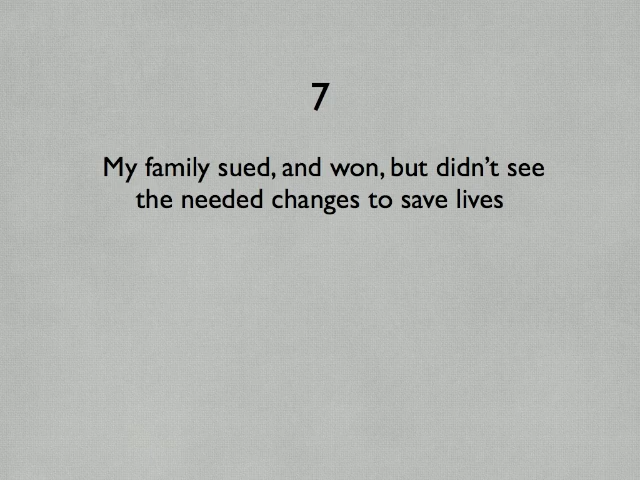 7
My family sued, and won, but didn’t see
the needed changes to save lives